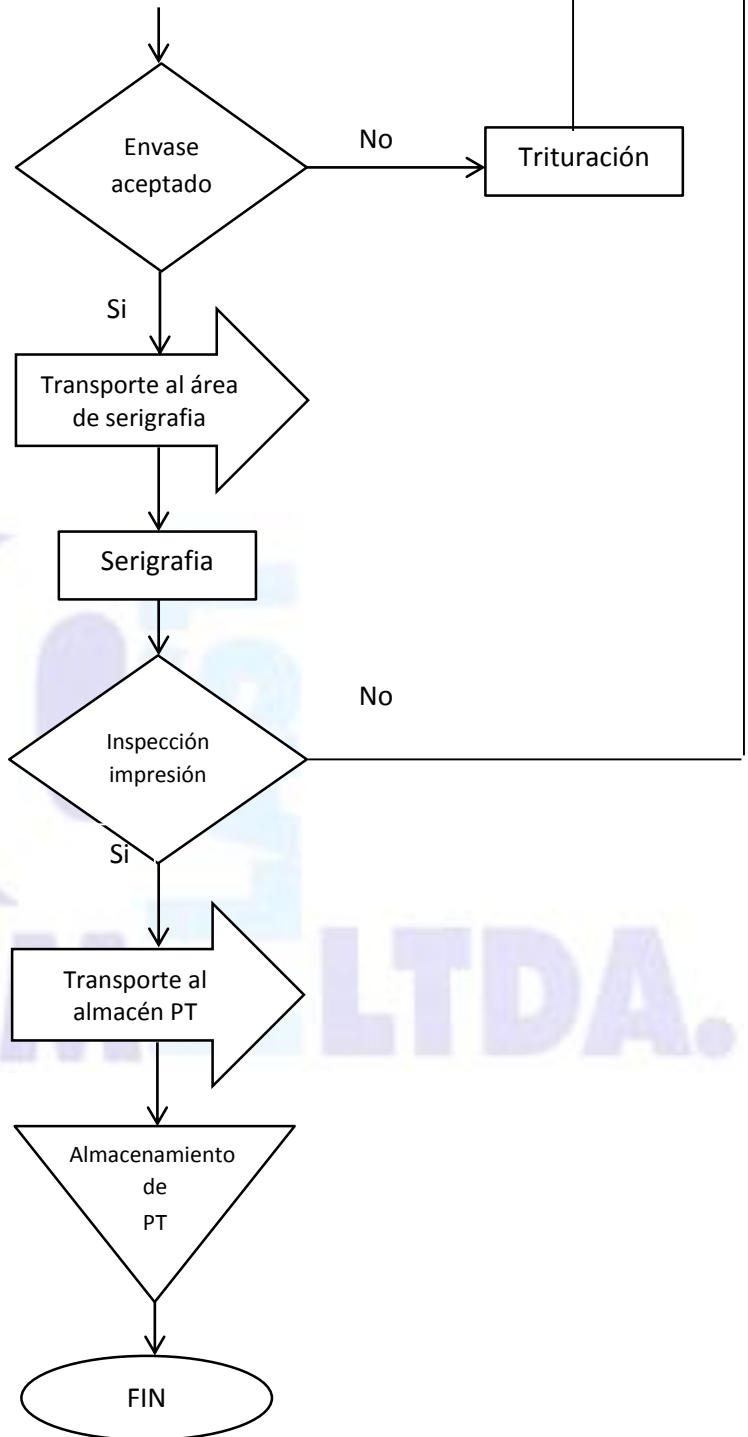 Envase
aceptado
No
Trituración
Si
Transporte al área
de serigrafia
Serigrafia
Inspección
impresión
No
Si
Transporte al
almacén PT
LTDA.
Almacenamiento
de
PT
FIN